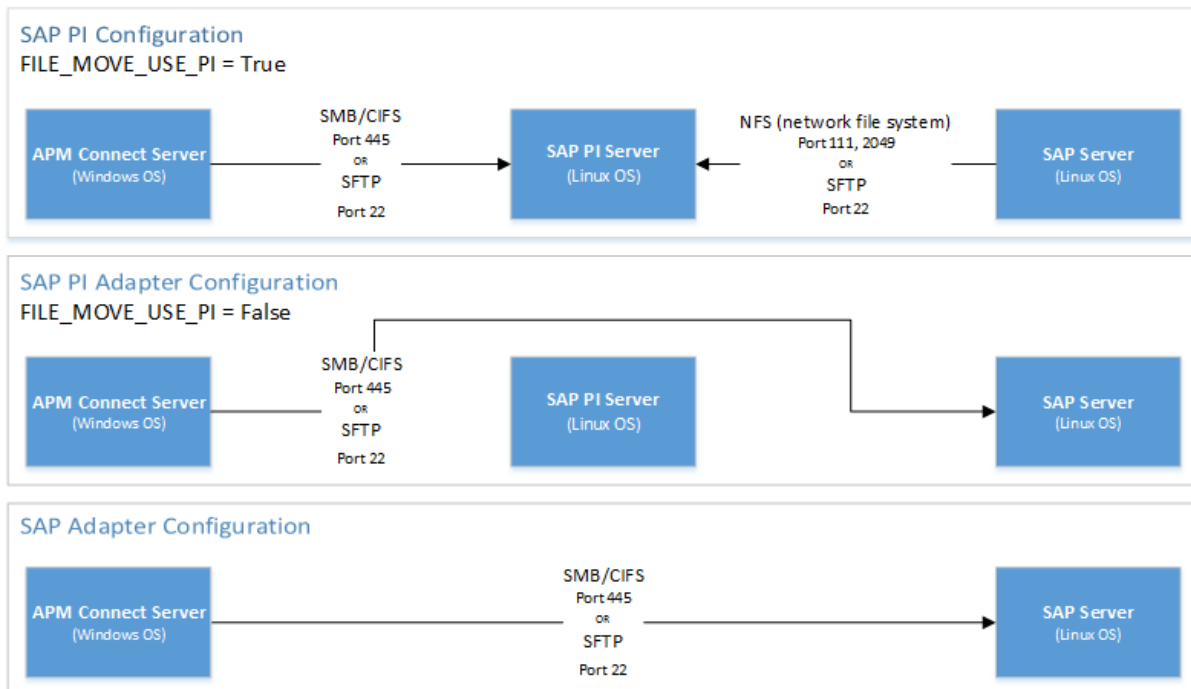 SAP PI Configuration
FILE_MOVE_USE_PI = True
APM Connect Server
(Windows OS)
SMB/CIFS
Port 445
OR
SFTP
Port 22
SAP PI Server
(Linux OS)
NFS (network file system)
Port 111, 2049
OR
SFTP
Port 22
SAP Server
(Linux OS)
SAP PI Adapter Configuration
FILE_MOVE_USE_PI = False
APM Connect Server
(Windows OS)
SMB/CIFS
Port 445
OR
SFTP
Port 22
SAP PI Server
(Linux OS)
SAP Server
(Linux OS)
SAP Adapter Configuration
APM Connect Server
(Windows OS)
SMB/CIFS
Port 445
OR
SFTP
Port 22
SAP Server
(Linux OS)